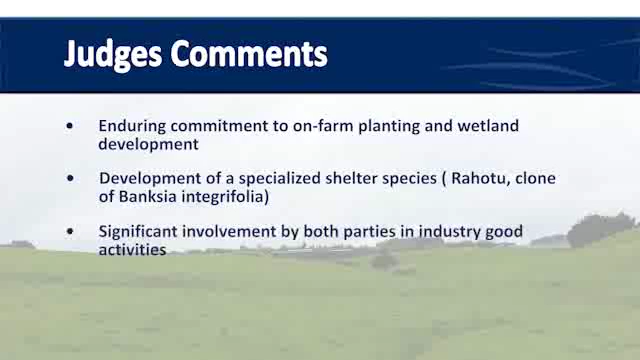 Judges Comments
• Enduring commitment to on-farm planting and wetland
development
• Development of a specialized shelter species ( Rahotu, clone
of Banksia integrifolia)
• Significant involvement by both parties in industry good
activities